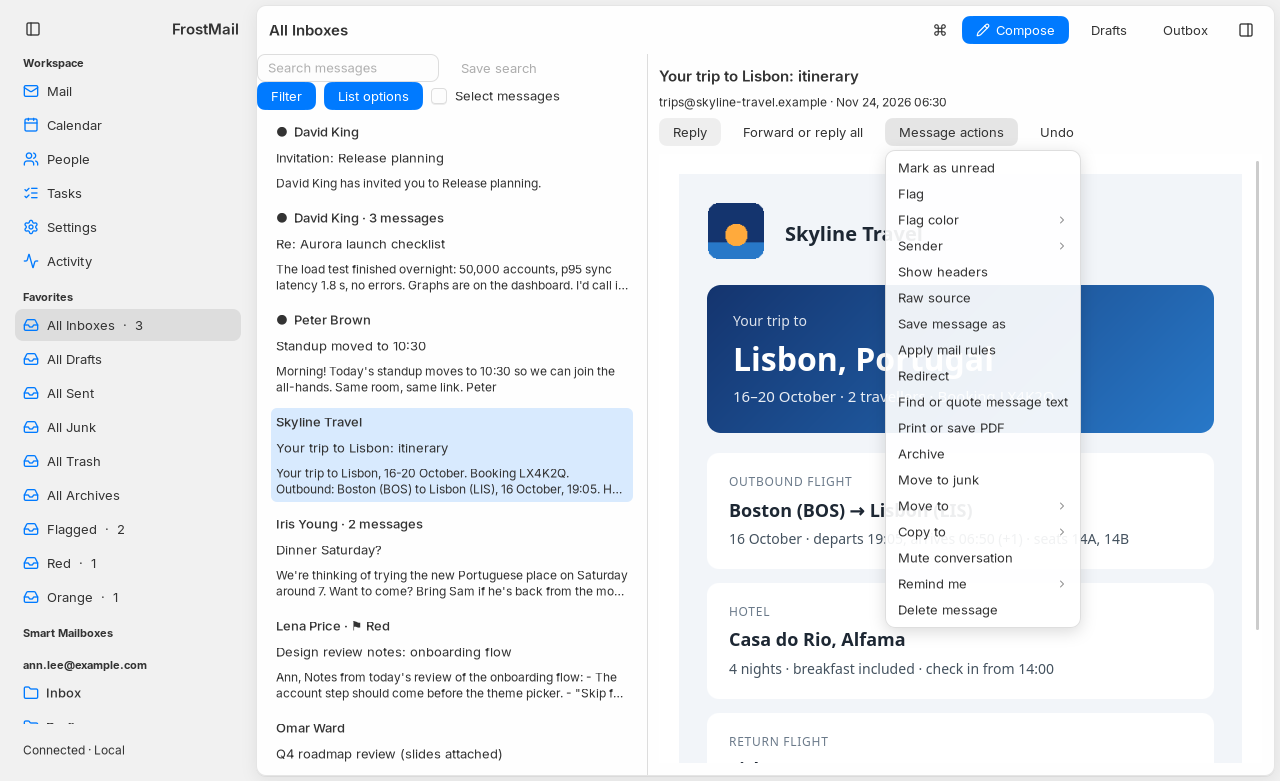 FrostMail
Workspace
Mail
Calendar
People
Tasks
Settings
Activity
Favorites
All Inboxes · 3
All Drafts
All Sent
All Junk
All Trash
All Archives
Flagged · 2
Red · 1
Orange · 1
Smart Mailboxes
ann.lee@example.com
Inbox
Connected · Local
All Inboxes
⌘
Compose
Drafts
Outbox
Search messages
Save search
Filter
List options
Select messages
● David King
Invitation: Release planning
David King has invited you to Release planning.
● David King · 3 messages
Re: Aurora launch checklist
The load test finished overnight: 50,000 accounts, p95 sync
latency 1.8 s, no errors. Graphs are on the dashboard. I'd call i...
● Peter Brown
Standup moved to 10:30
Morning! Today's standup moves to 10:30 so we can join the
all-hands. Same room, same link. Peter
Skyline Travel
Your trip to Lisbon: itinerary
Your trip to Lisbon, 16-20 October. Booking LX4K2Q.
Outbound: Boston (BOS) to Lisbon (LIS), 16 October, 19:05. H...
Iris Young · 2 messages
Dinner Saturday?
We're thinking of trying the new Portuguese place on Saturday
around 7. Want to come? Bring Sam if he's back from the mo...
Lena Price · ⚑ Red
Design review notes: onboarding flow
Ann, Notes from today's review of the onboarding flow: - The
account step should come before the theme picker. - "Skip f...
Omar Ward
Q4 roadmap review (slides attached)
Your trip to Lisbon: itinerary
trips@skyline-travel.example · Nov 24, 2026 06:30
Reply
Forward or reply all
Message actions
Undo
Mark as unread
Flag
Flag color
Sender
Show headers
Raw source
Save message as
Apply mail rules
Redirect
Find or quote message text
Print or save PDF
Archive
Move to junk
Move to
Copy to
Mute conversation
Remind me
Delete message
Skyline Travel
Your trip to
Lisbon, Portugal
16–20 October · 2
OUTBOUND FLIGHT
Boston (BOS) → Lisbon (LIS)
16 October · departs 19:05 · arrives 06:50 (+1) · seats 14A, 14B
HOTEL
Casa do Rio, Alfama
4 nights · breakfast included · check in from 14:00
RETURN FLIGHT